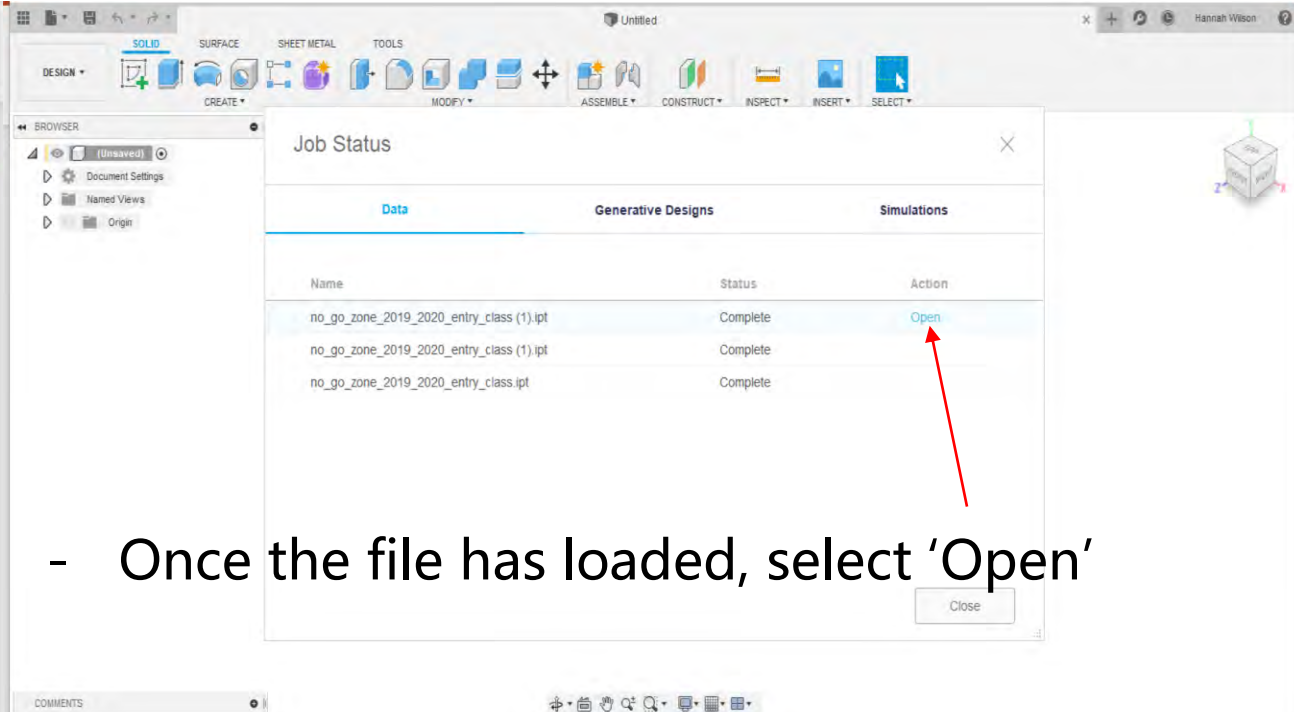 Untitled
Hannah Wilson
SOLID SURFACE SHEET METAL TOOLS
DESIGN
CREATE MODIFY ASSEMBLE CONSTRUCT INSPECT INSERT SELECT
BROWSER
(Unsaved)
Document Settings
Named Views
Origin
Job Status
Data Generative Designs Simulations
Name Status Action
no_go_zone_2019_2020_entry_class (1).ipt Complete Open
no_go_zone_2019_2020_entry_class (1).ipt Complete
no_go_zone_2019_2020_entry_class.ipt Complete
- Once the file has loaded, select ‘Open’
Close
COMMENTS
Z X